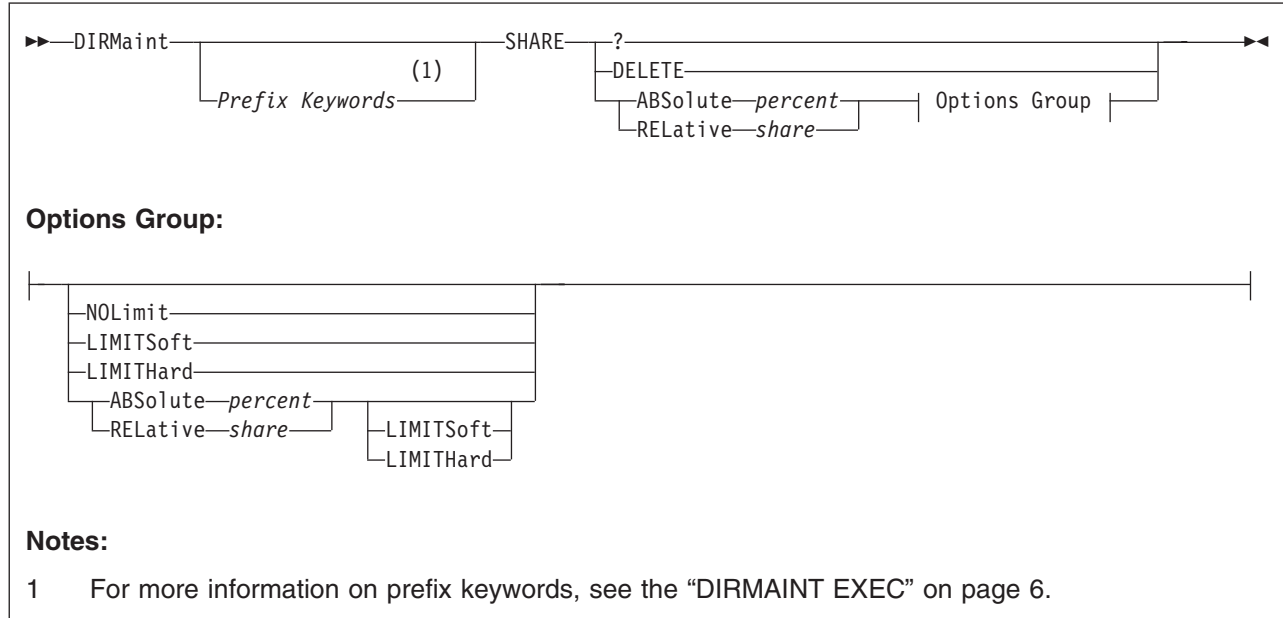 DIRMaint SHARE ?
(1) DELETE
Prefix Keywords ABSolute percent Options Group
RELative share
Options Group:
NOLimit
LIMITSoft
LIMITHard
ABSolute percent
RELative share LIMITSoft
LIMITHard
Notes:
1 For more information on prefix keywords, see the “DIRMAINT EXEC” on page 6.